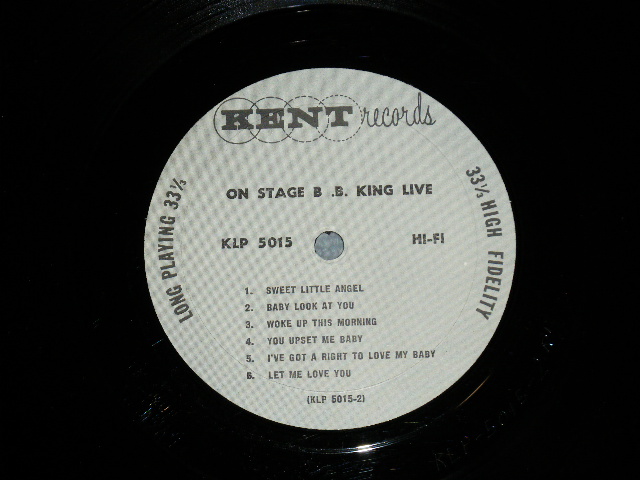 KENT records
ON STAGE B .B. KING LIVE
KLP 5015 HI-FI
LONG PLAYING 33⅓
33⅓ HIGH FIDELITY
1. SWEET LITTLE ANGEL
2. BABY LOOK AT YOU
3. WOKE UP THIS MORNING
4. YOU UPSET ME BABY
5. I'VE GOT A RIGHT TO LOVE MY BABY
6. LET ME LOVE YOU
(KLP 5015-2)